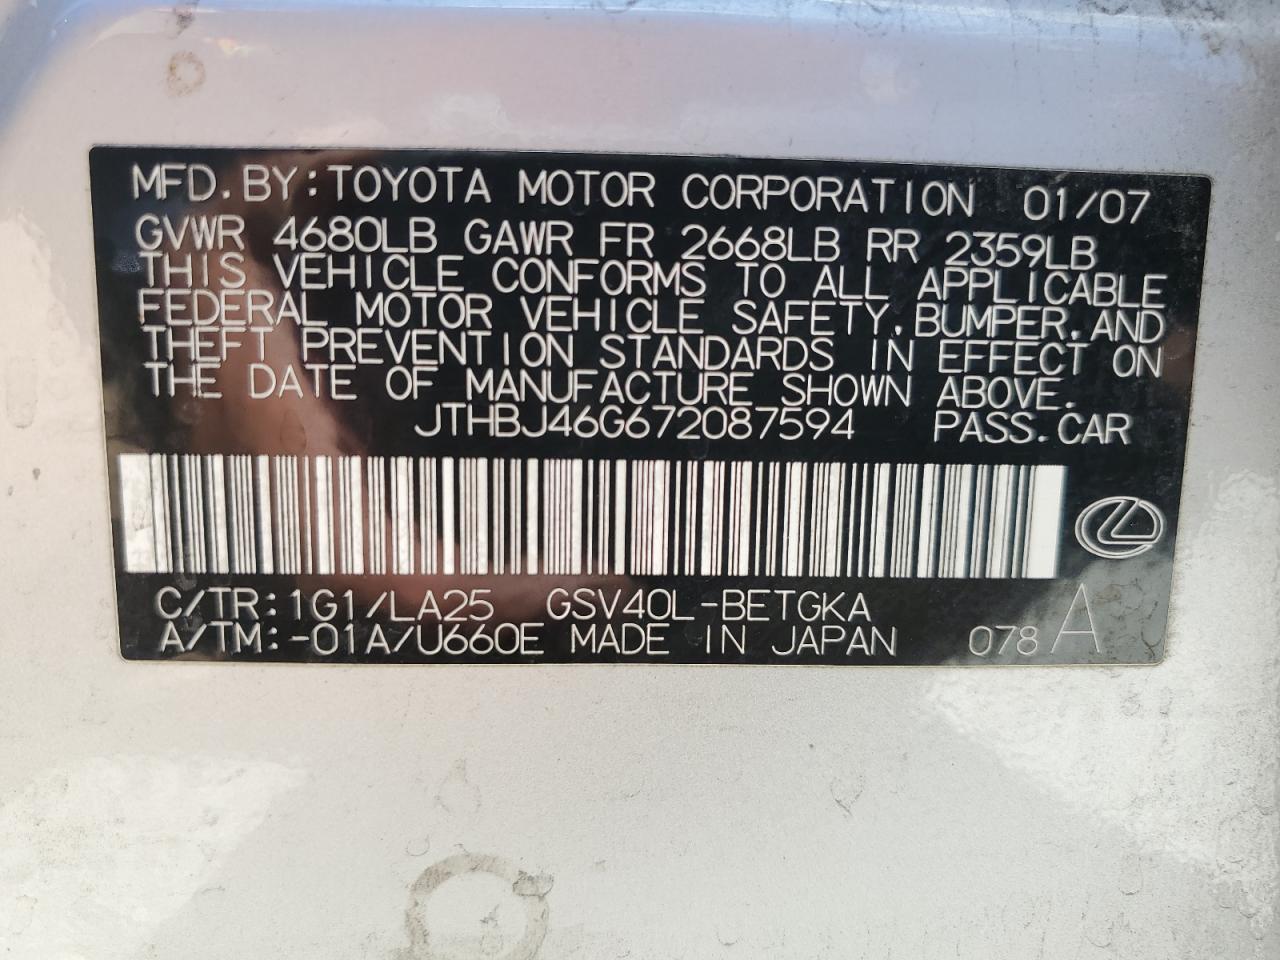 MFD.BY:TOYOTA MOTOR CORPORATION 01/07
GVWR 4680LB GAWR FR 2668LB RR 2359LB
THIS VEHICLE CONFORMS TO ALL APPLICABLE
FEDERAL MOTOR VEHICLE SAFETY,BUMPER,AND
THEFT PREVENTION STANDARDS IN EFFECT ON
THE DATE OF MANUFACTURE SHOWN ABOVE.
JTHBJ46G672087594 PASS.CAR
C/TR:1G1/LA25 GSV40L-BETGKA
A/TM:-01A/U660E MADE IN JAPAN 078 A